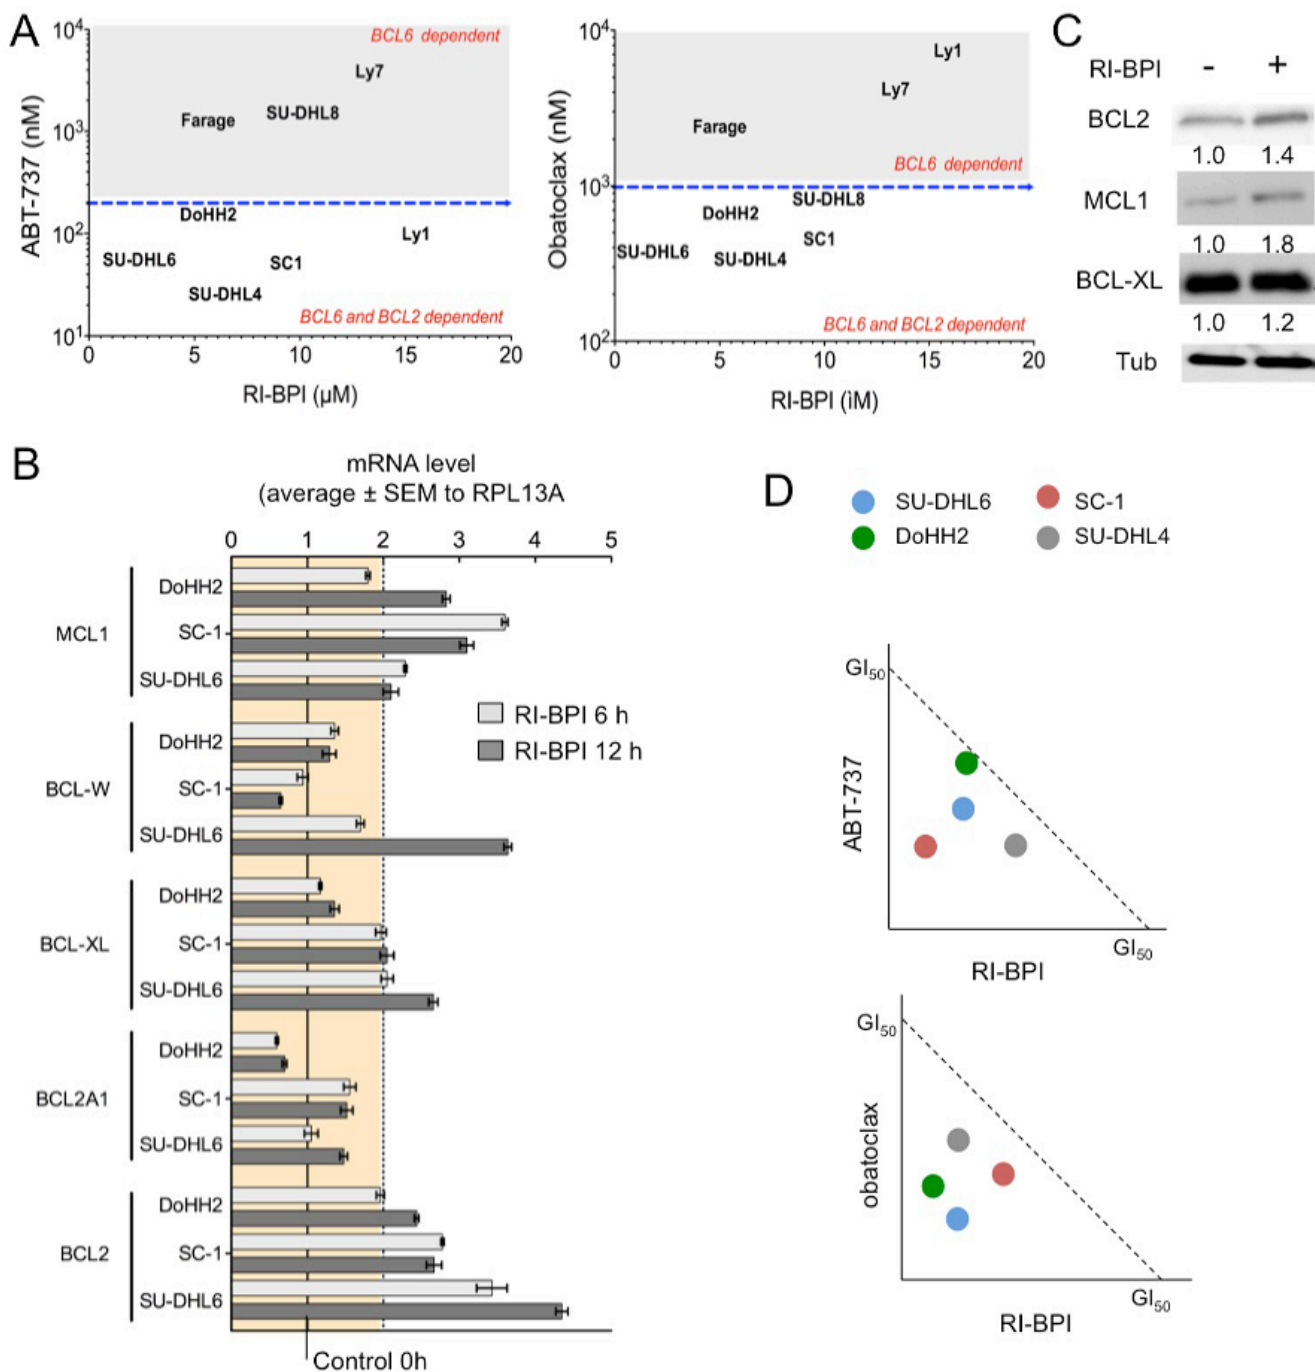 A
10⁴
10³
10²
10¹
ABT-737 (nM)
BCL6 dependent
Ly7
SU-DHL8
Farage
DoHH2
Ly1
SU-DHL6
SC1
SU-DHL4
BCL6 and BCL2 dependent
0 5 10 15 20
RI-BPI (µM)
10⁴
10³
10²
Obatoclax (nM)
Ly1
Ly7
Farage
BCL6 dependent
SU-DHL8
DoHH2
SC1
SU-DHL6
SU-DHL4
BCL6 and BCL2 dependent
0 5 10 15 20
RI-BPI (ìM)
C
RI-BPI - +
BCL2
1.0 1.4
MCL1
1.0 1.8
BCL-XL
1.0 1.2
Tub
B
mRNA level
(average ± SEM to RPL13A
0 1 2 3 4 5
MCL1
DoHH2
SC-1
SU-DHL6
BCL-W
DoHH2
SC-1
SU-DHL6
BCL-XL
DoHH2
SC-1
SU-DHL6
BCL2A1
DoHH2
SC-1
SU-DHL6
BCL2
DoHH2
SC-1
SU-DHL6
RI-BPI 6 h
RI-BPI 12 h
Control 0h
D
SU-DHL6 SC-1
DoHH2 SU-DHL4
GI₅₀
ABT-737
GI₅₀
RI-BPI
GI₅₀
obatoclax
GI₅₀
RI-BPI